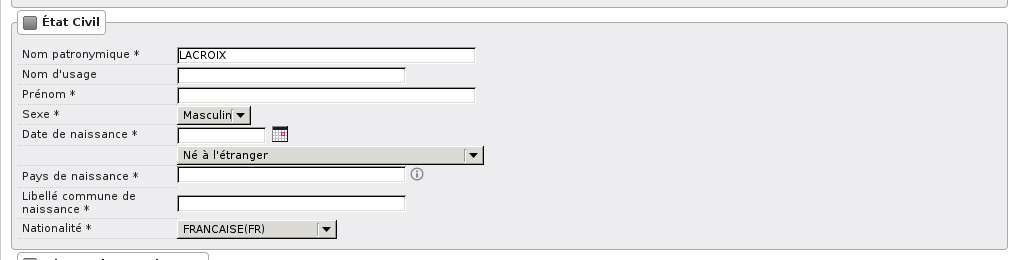 État Civil
Nom patronymique * LACROIX
Nom d'usage
Prénom *
Sexe * Masculin
Date de naissance *
Né à l'étranger
Pays de naissance *
Libellé commune de
naissance *
Nationalité * FRANCAISE(FR)